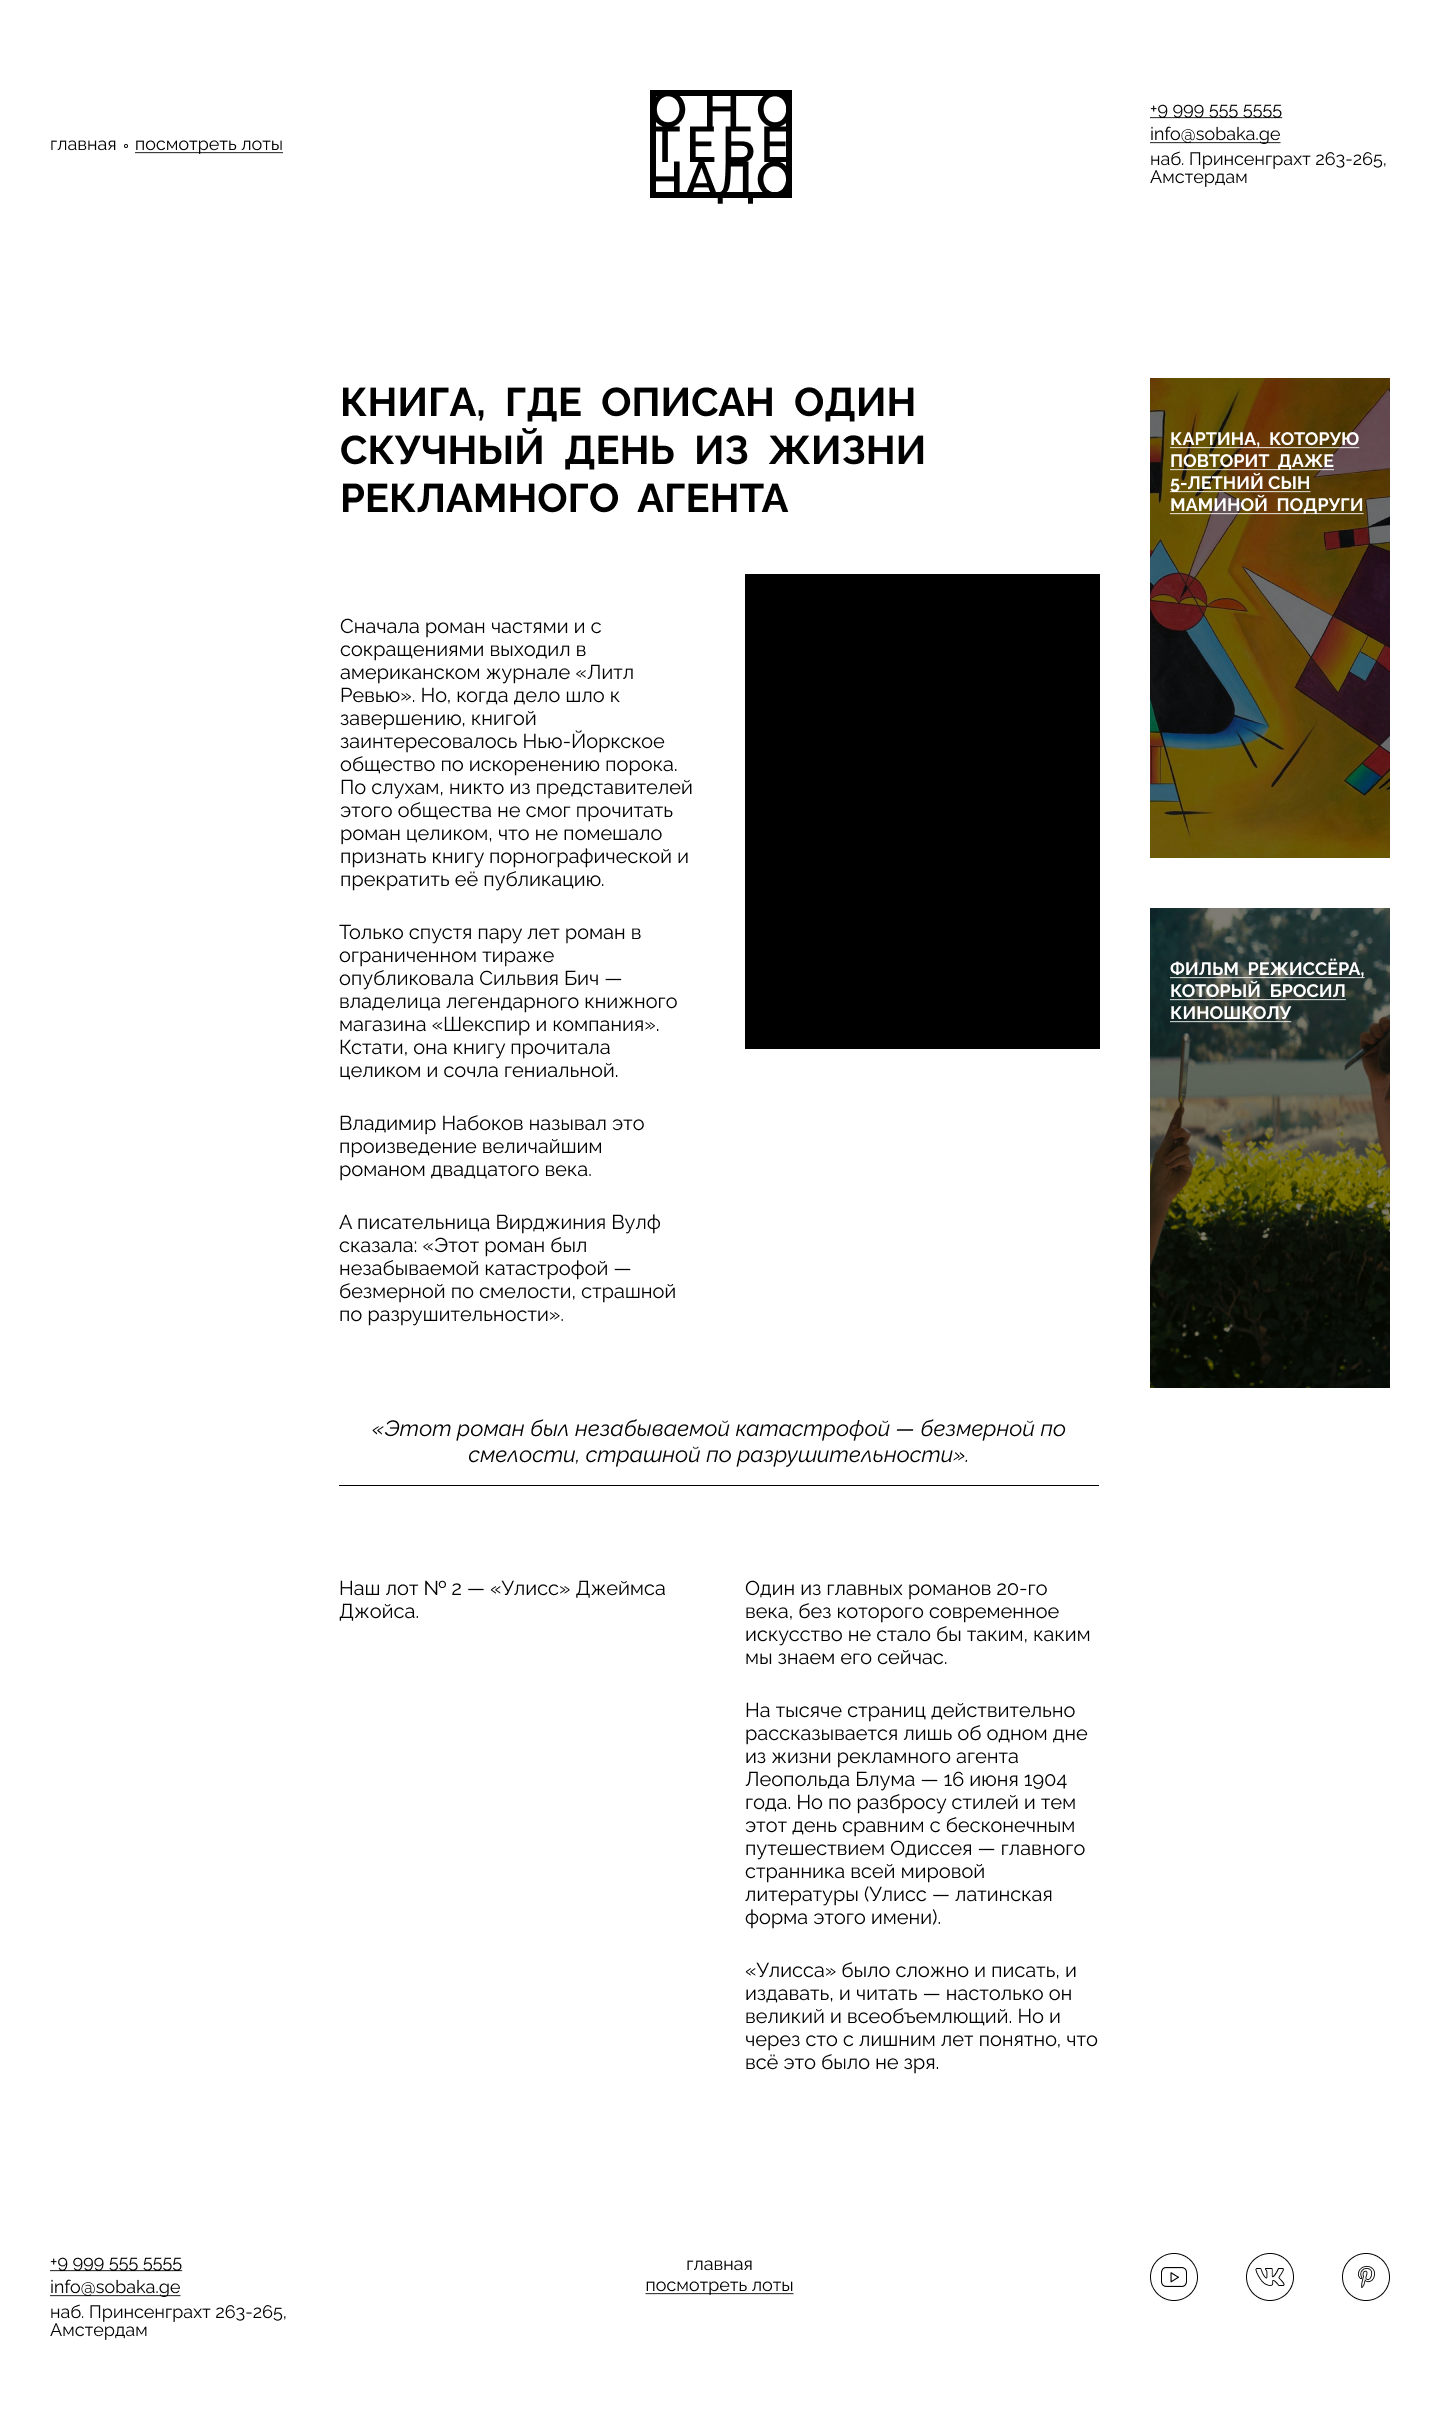 главная ◦ посмотреть лоты
ОНО
ТЕБЕ
НАДО
+9 999 555 5555
info@sobaka.ge
наб. Принсенграхт 263-265,
Амстердам
КНИГА, ГДЕ ОПИСАН ОДИН
СКУЧНЫЙ ДЕНЬ ИЗ ЖИЗНИ
РЕКЛАМНОГО АГЕНТА
Сначала роман частями и с
сокращениями выходил в
американском журнале «Литл
Ревью». Но, когда дело шло к
завершению, книгой
заинтересовалось Нью-Йоркское
общество по искоренению порока.
По слухам, никто из представителей
этого общества не смог прочитать
роман целиком, что не помешало
признать книгу порнографической и
прекратить её публикацию.
Только спустя пару лет роман в
ограниченном тираже
опубликовала Сильвия Бич —
владелица легендарного книжного
магазина «Шекспир и компания».
Кстати, она книгу прочитала
целиком и сочла гениальной.
Владимир Набоков называл это
произведение величайшим
романом двадцатого века.
А писательница Вирджиния Вулф
сказала: «Этот роман был
незабываемой катастрофой —
безмерной по смелости, страшной
по разрушительности».
КАРТИНА, КОТОРУЮ
ПОВТОРИТ ДАЖЕ
5-ЛЕТНИЙ СЫН
МАМИНОЙ ПОДРУГИ
ФИЛЬМ РЕЖИССЁРА,
КОТОРЫЙ БРОСИЛ
КИНОШКОЛУ
«Этот роман был незабываемой катастрофой — безмерной по
смелости, страшной по разрушительности».
Наш лот № 2 — «Улисс» Джеймса
Джойса.
Один из главных романов 20-го
века, без которого современное
искусство не стало бы таким, каким
мы знаем его сейчас.
На тысяче страниц действительно
рассказывается лишь об одном дне
из жизни рекламного агента
Леопольда Блума — 16 июня 1904
года. Но по разбросу стилей и тем
этот день сравним с бесконечным
путешествием Одиссея — главного
странника всей мировой
литературы (Улисс — латинская
форма этого имени).
«Улисса» было сложно и писать, и
издавать, и читать — настолько он
великий и всеобъемлющий. Но и
через сто с лишним лет понятно, что
всё это было не зря.
+9 999 555 5555
info@sobaka.ge
наб. Принсенграхт 263-265,
Амстердам
главная
посмотреть лоты